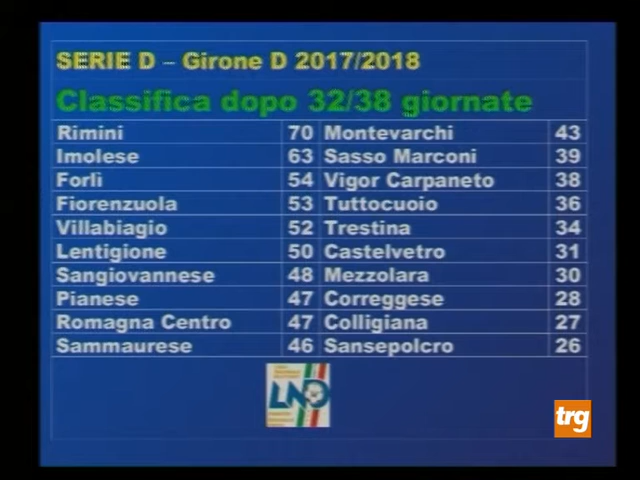 SERIE D - Girone D 2017/2018
Classifica dopo 32/38 giornate
Rimini 70 Montevarchi 43
Imolese 63 Sasso Marconi 39
Forlì 54 Vigor Carpaneto 38
Fiorenzuola 53 Tuttocuoio 36
Villabiagio 52 Trestina 34
Lentigione 50 Castelvetro 31
Sangiovannese 48 Mezzolara 30
Pianese 47 Correggese 28
Romagna Centro 47 Colligiana 27
Sammaurese 46 Sansepolcro 26
LND
trg